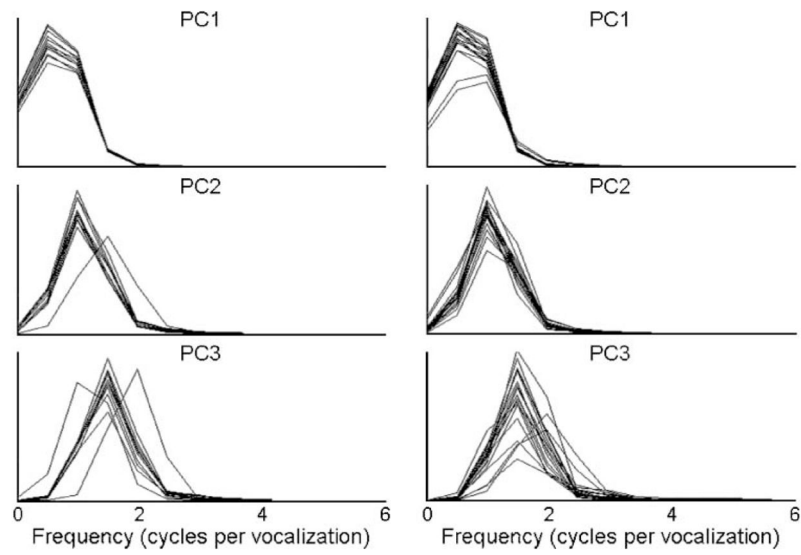 PC1
PC1
PC2
PC2
PC3
PC3
0 2 4 6
0 2 4 6
Frequency (cycles per vocalization)
Frequency (cycles per vocalization)